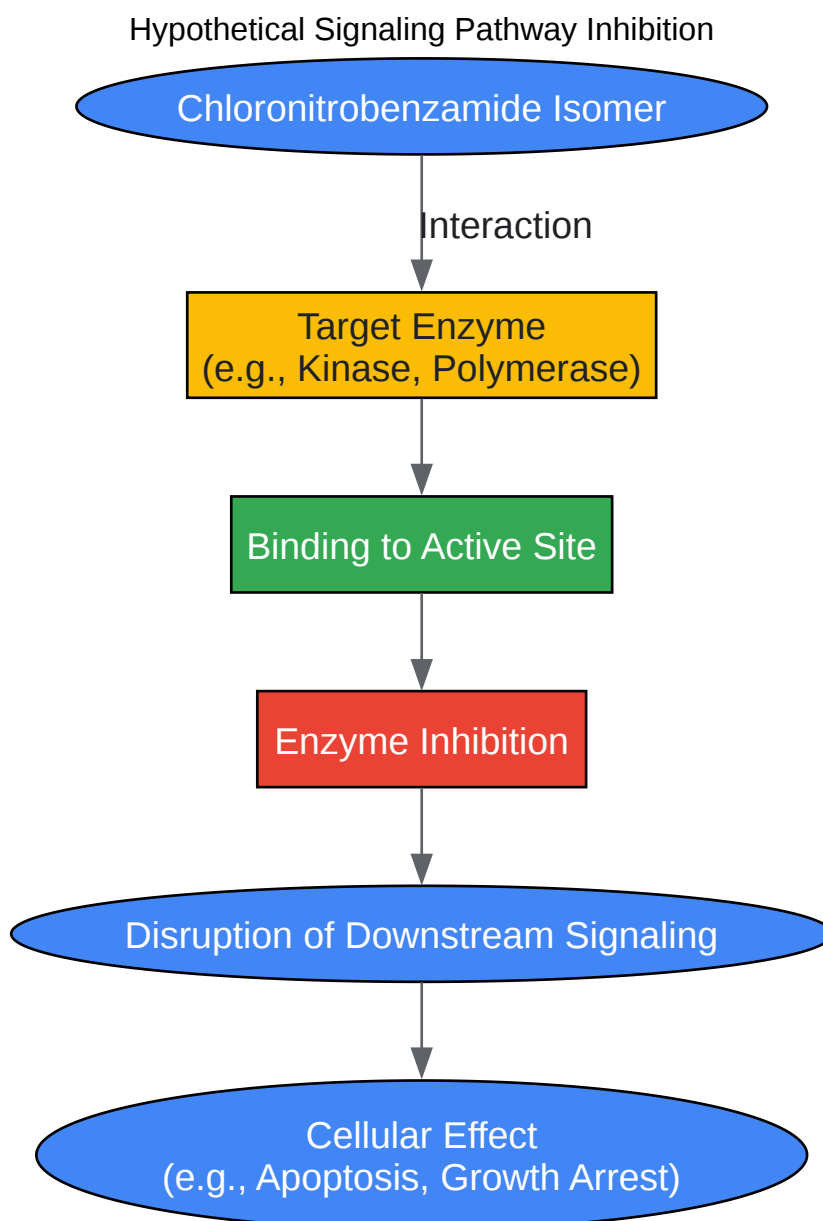 Hypothetical Signaling Pathway Inhibition
Chloronitrobenzamide Isomer
Interaction
Target Enzyme
(e.g., Kinase, Polymerase)
Binding to Active Site
Enzyme Inhibition
Disruption of Downstream Signaling
Cellular Effect
(e.g., Apoptosis, Growth Arrest)